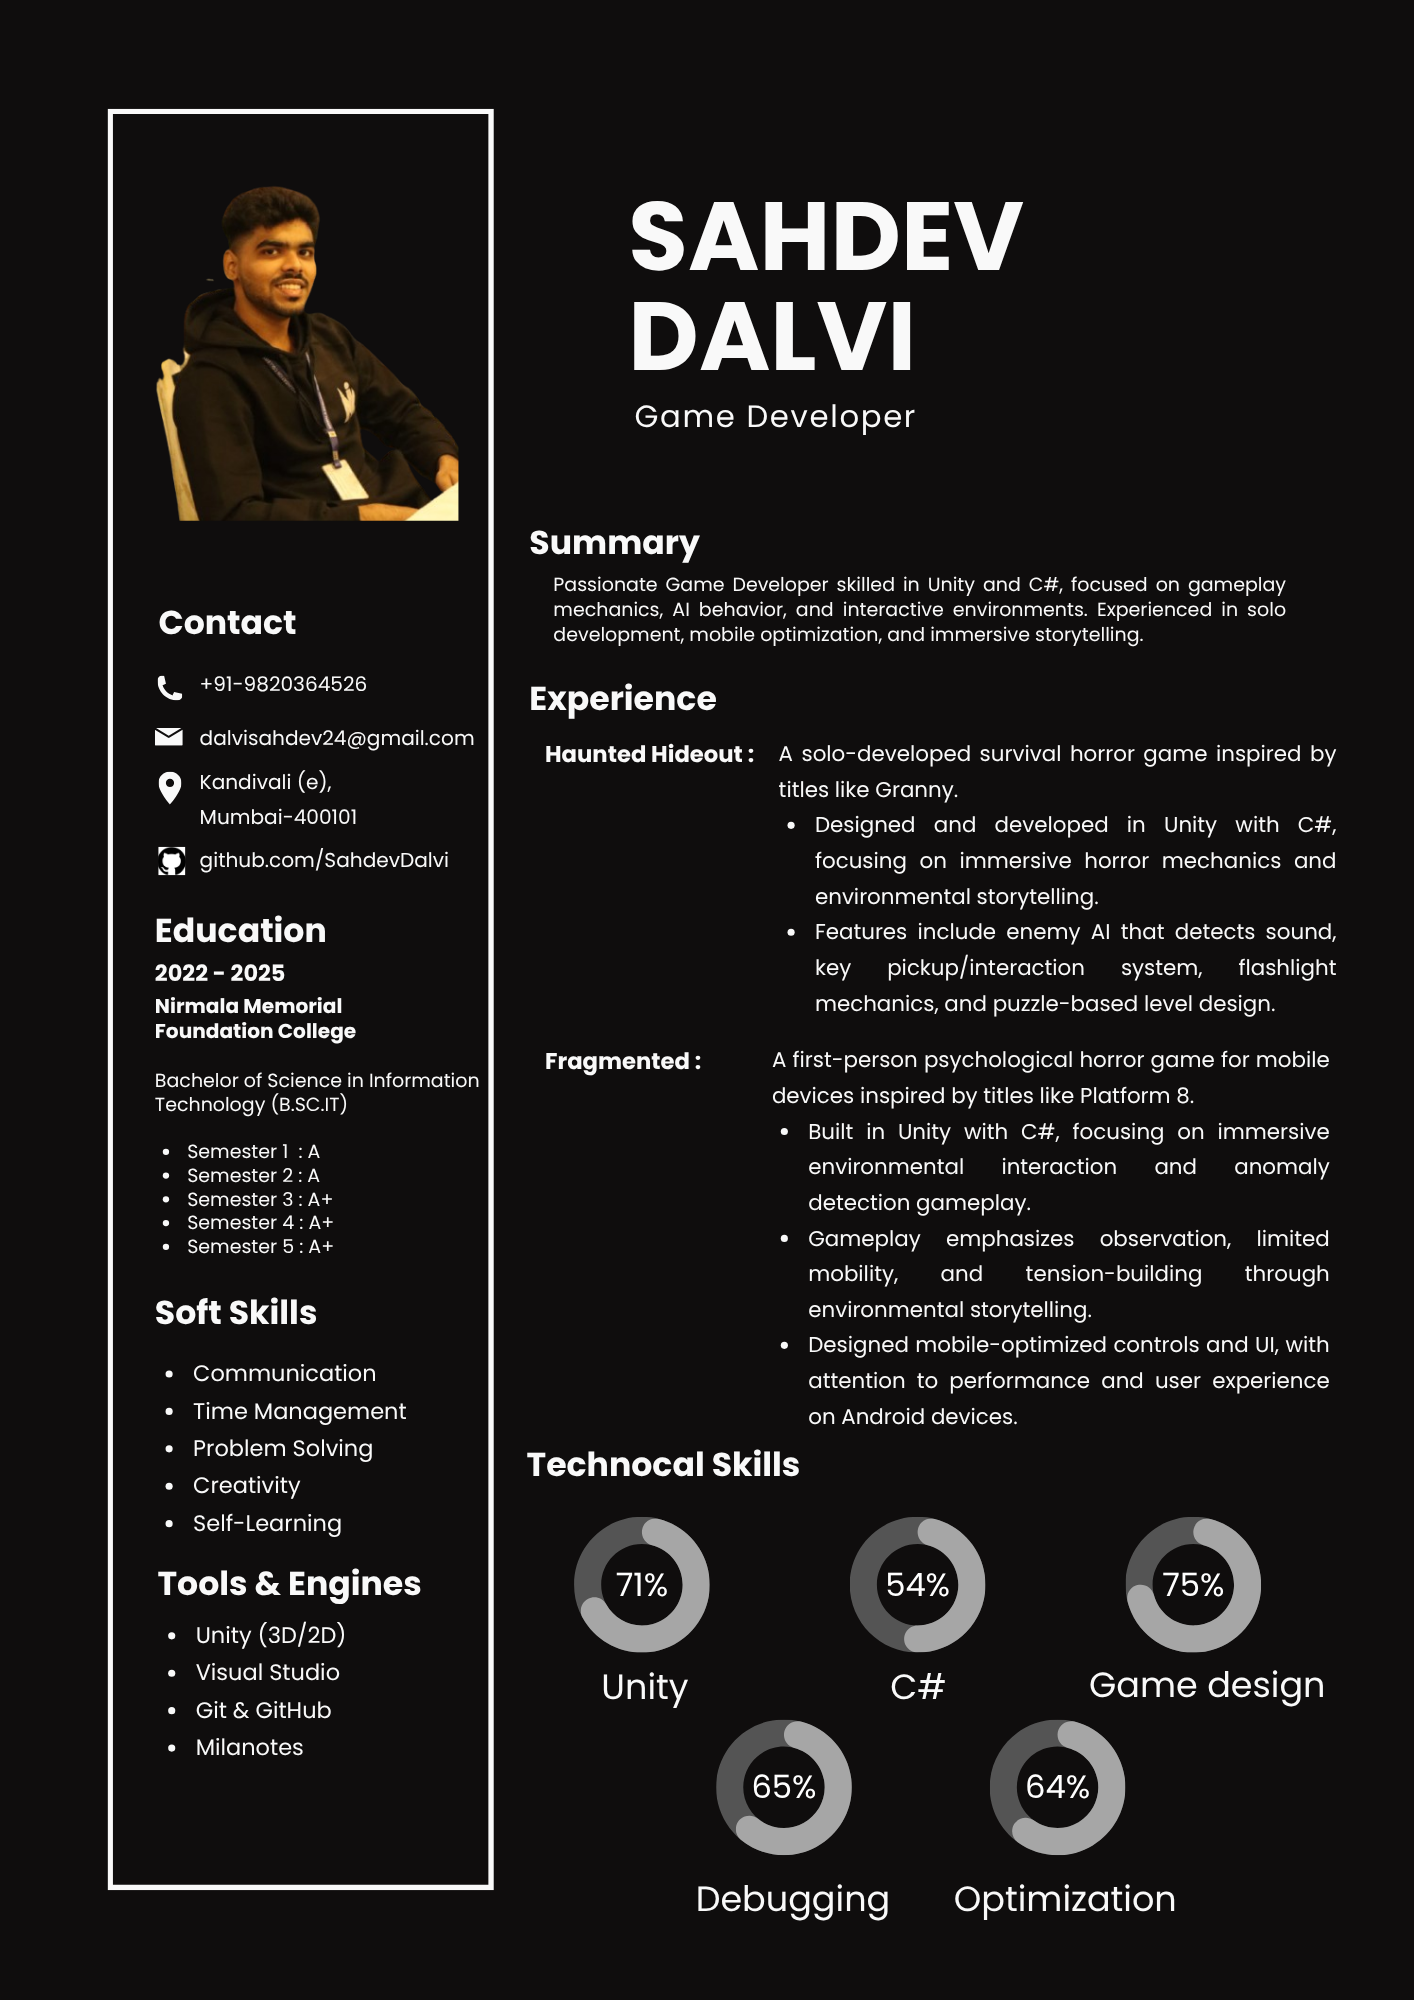 SAHDEV
DALVI
Game Developer
Contact
+91-9820364526
dalvisahdev24@gmail.com
Kandivali (e),
Mumbai-400101
github.com/SahdevDalvi
Education
2022 - 2025
Nirmala Memorial
Foundation College
Bachelor of Science in Information
Technology (B.SC.IT)
• Semester 1 : A
• Semester 2 : A
• Semester 3 : A+
• Semester 4 : A+
• Semester 5 : A+
Soft Skills
• Communication
• Time Management
• Problem Solving
• Creativity
• Self-Learning
Tools & Engines
• Unity (3D/2D)
• Visual Studio
• Git & GitHub
• Milanotes
Summary
Passionate Game Developer skilled in Unity and C#, focused on gameplay
mechanics, AI behavior, and interactive environments. Experienced in solo
development, mobile optimization, and immersive storytelling.
Experience
Haunted Hideout : A solo-developed survival horror game inspired by
titles like Granny.
• Designed and developed in Unity with C#,
focusing on immersive horror mechanics and
environmental storytelling.
• Features include enemy AI that detects sound,
key pickup/interaction system, flashlight
mechanics, and puzzle-based level design.
Fragmented : A first-person psychological horror game for mobile
devices inspired by titles like Platform 8.
• Built in Unity with C#, focusing on immersive
environmental interaction and anomaly
detection gameplay.
• Gameplay emphasizes observation, limited
mobility, and tension-building through
environmental storytelling.
• Designed mobile-optimized controls and UI, with
attention to performance and user experience
on Android devices.
Technocal Skills
71% 54% 75%
Unity C# Game design
65% 64%
Debugging Optimization